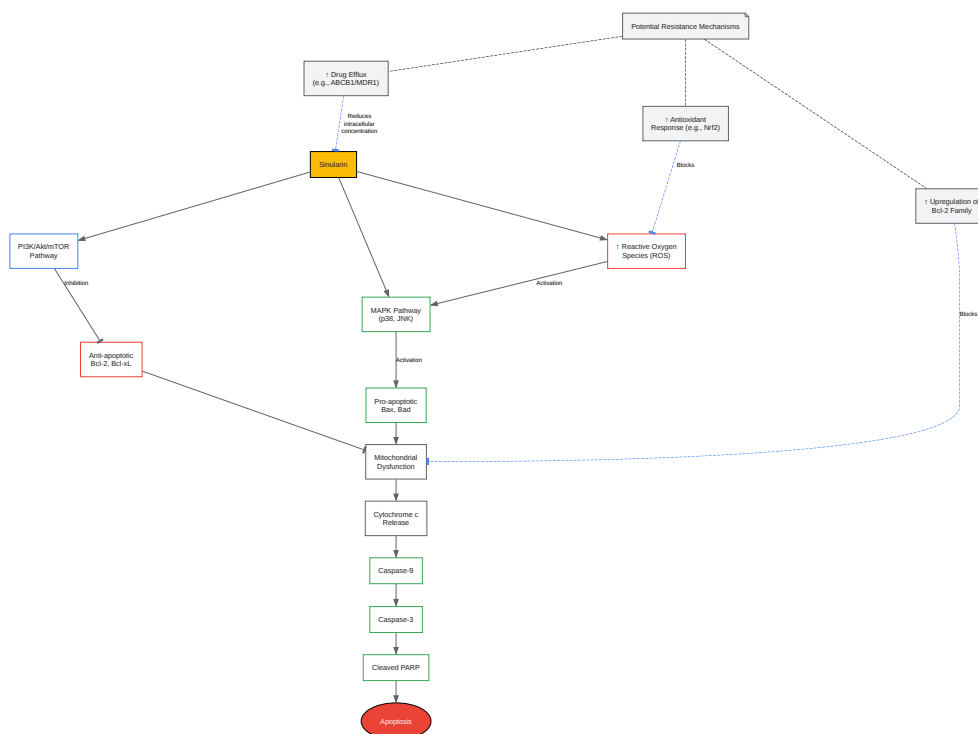 Potential Resistance Mechanisms
↑ Drug Efflux
(e.g., ABCB1/MDR1)
Reduces
intracellular
concentration
↑ Antioxidant
Response (e.g., Nrf2)
Blocks
Sinularin
↑ Upregulation of
Bcl-2 Family
PI3K/Akt/mTOR
Pathway
↑ Reactive Oxygen
Species (ROS)
Inhibition
Activation
MAPK Pathway
(p38, JNK)
Blocks
Anti-apoptotic
Bcl-2, Bcl-xL
Activation
Pro-apoptotic
Bax, Bad
Mitochondrial
Dysfunction
Cytochrome c
Release
Caspase-9
Caspase-3
Cleaved PARP
Apoptosis